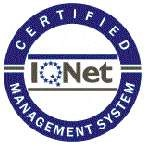 CERTIFIED
IQNet
MANAGEMENT SYSTEM